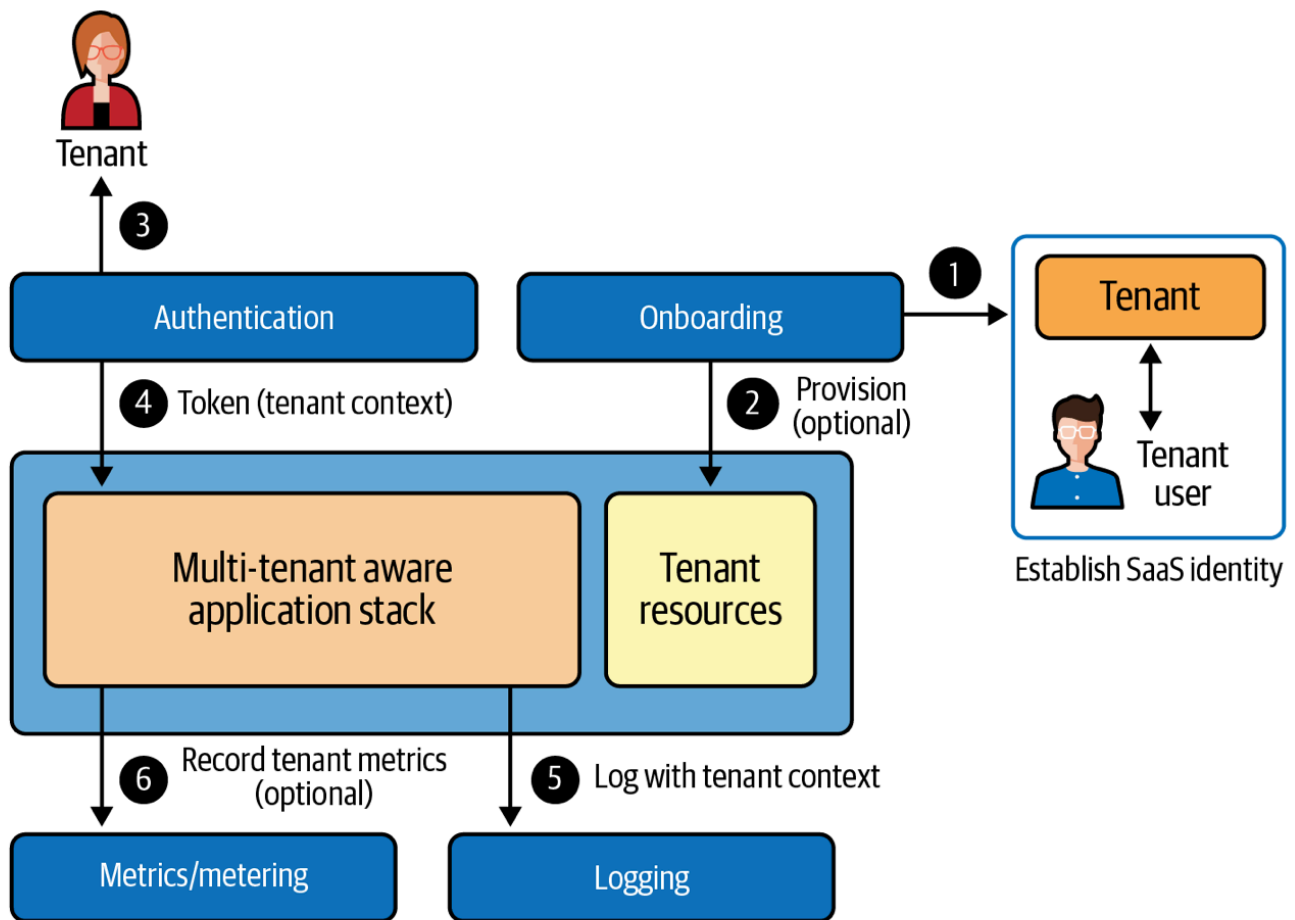 Tenant
3
1
Authentication
Onboarding
Tenant
4 Token (tenant context)
2 Provision
(optional)
Tenant
user
Multi-tenant aware
application stack
Tenant
resources
Establish SaaS identity
6 Record tenant metrics
(optional)
5 Log with tenant context
Metrics/metering
Logging